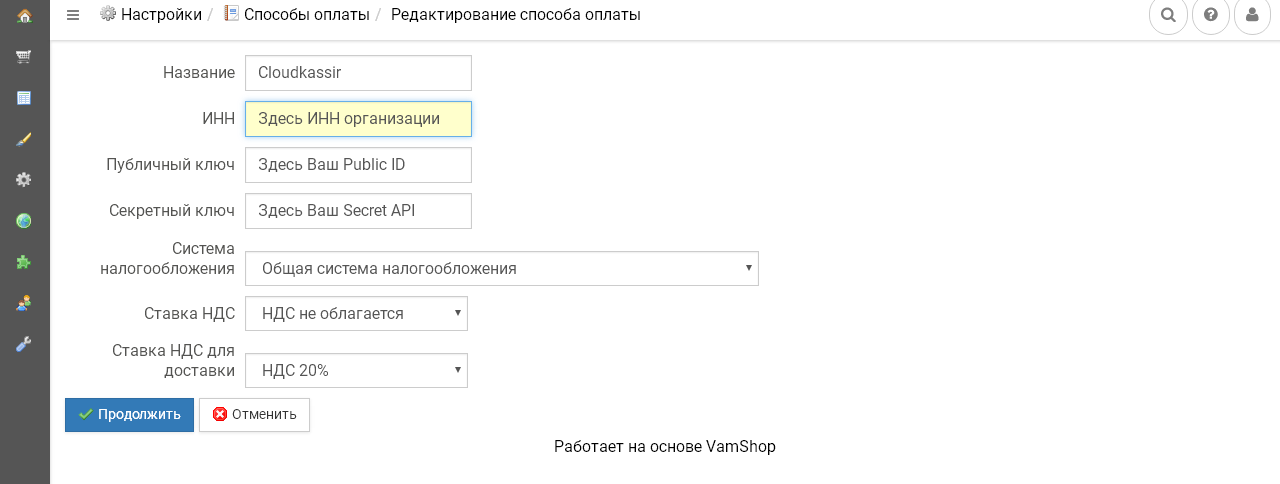 Настройки / Способы оплаты / Редактирование способа оплаты
Название Cloudkassir
ИНН Здесь ИНН организации
Публичный ключ Здесь Ваш Public ID
Секретный ключ Здесь Ваш Secret API
Система
налогообложения Общая система налогообложения
Ставка НДС НДС не облагается
Ставка НДС для
доставки НДС 20%
Продолжить Отменить
Работает на основе VamShop